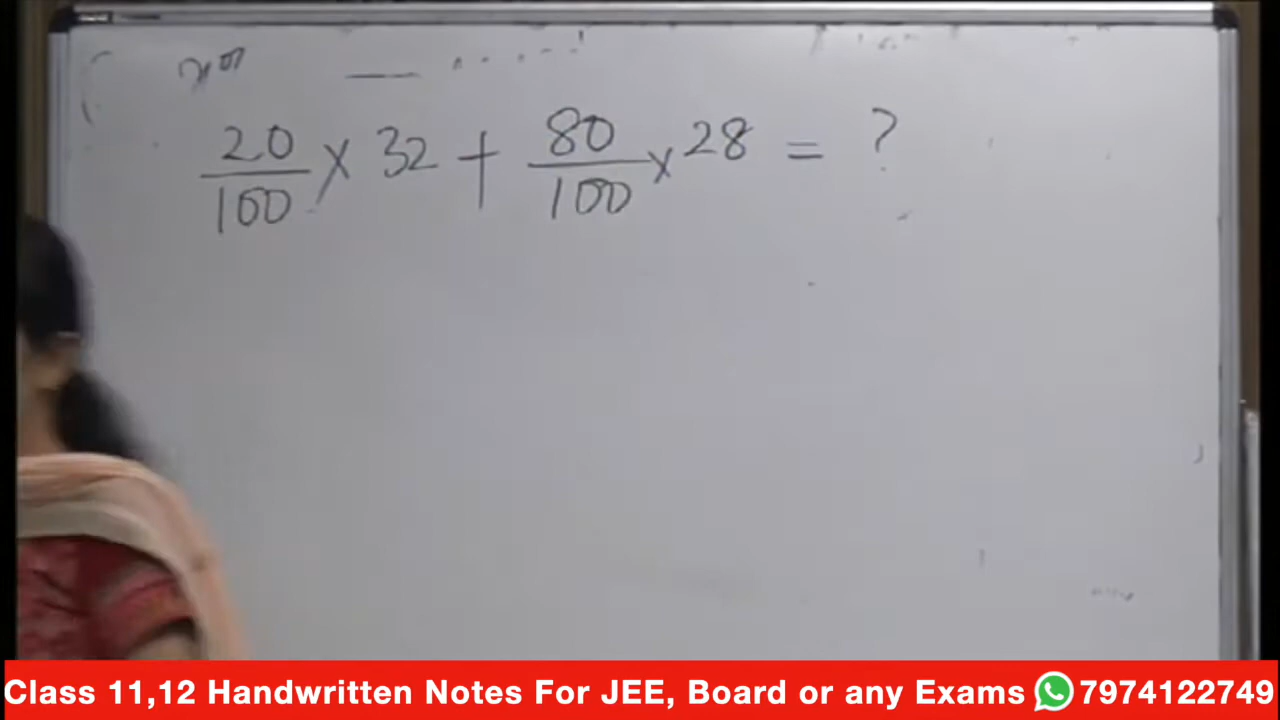 20/100 × 32 + 80/100 × 28 = ?
Class 11,12 Handwritten Notes For JEE, Board or any Exams 7974122749